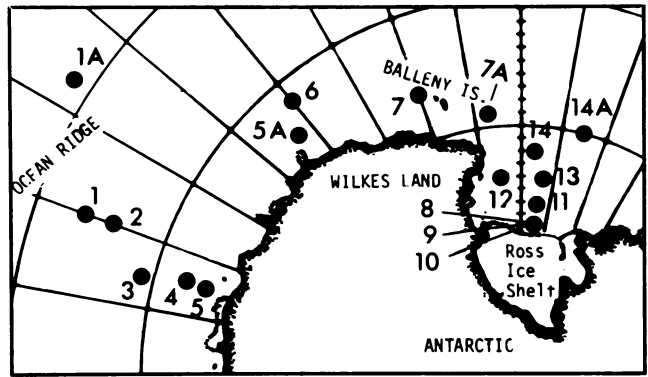 1A
OCEAN RIDGE
6
5A
BALLENY IS.
7A
7
14A
14
WILKES LAND
12
13
11
8
9
10
1
2
3
4
5
Ross
Ice
Shelt
ANTARCTIC